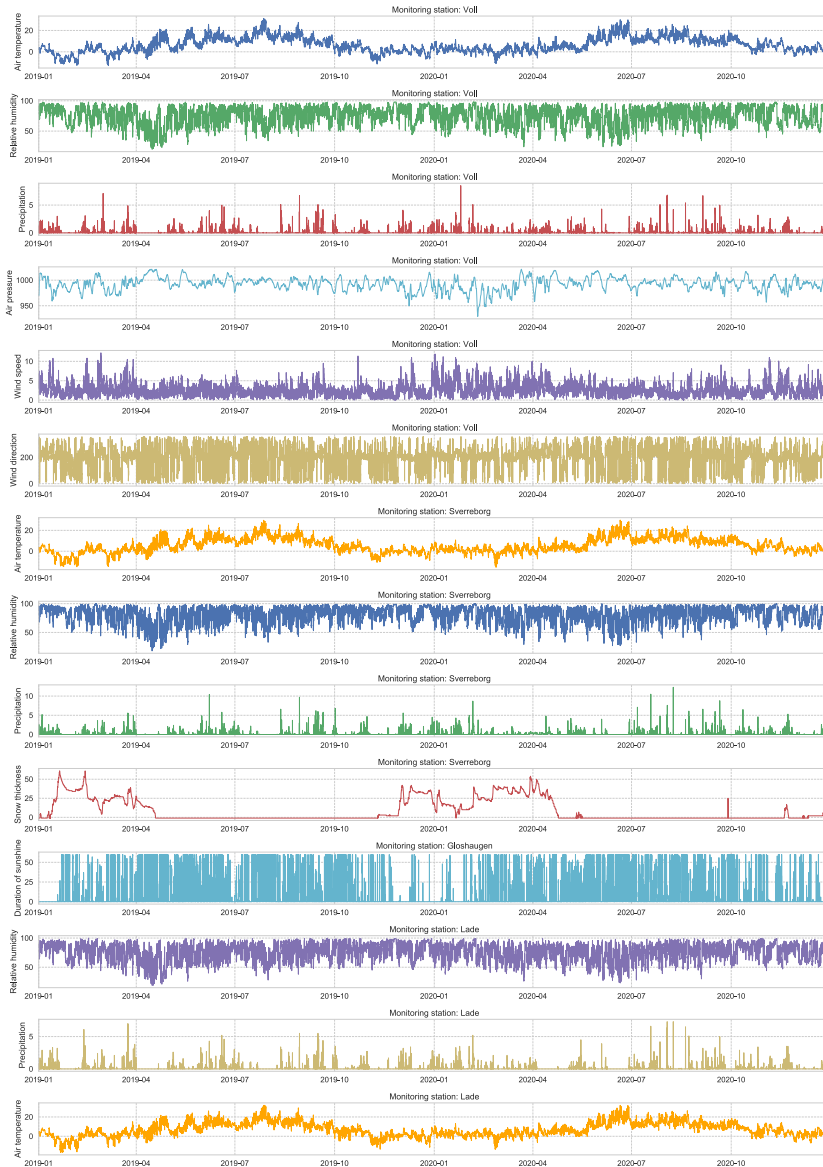 Monitoring station: Voll
Air temperature
20
0
2019-01 2019-04 2019-07 2019-10 2020-01 2020-04 2020-07 2020-10
Monitoring station: Voll
Relative humidity
100
50
2019-01 2019-04 2019-07 2019-10 2020-01 2020-04 2020-07 2020-10
Monitoring station: Voll
Precipitation
5
0
2019-01 2019-04 2019-07 2019-10 2020-01 2020-04 2020-07 2020-10
Monitoring station: Voll
Air pressure
1000
950
2019-01 2019-04 2019-07 2019-10 2020-01 2020-04 2020-07 2020-10
Monitoring station: Voll
Wind speed
10
5
0
2019-01 2019-04 2019-07 2019-10 2020-01 2020-04 2020-07 2020-10
Monitoring station: Voll
Wind direction
200
0
2019-01 2019-04 2019-07 2019-10 2020-01 2020-04 2020-07 2020-10
Monitoring station: Sverreborg
Air temperature
20
0
2019-01 2019-04 2019-07 2019-10 2020-01 2020-04 2020-07 2020-10
Monitoring station: Sverreborg
Relative humidity
100
50
2019-01 2019-04 2019-07 2019-10 2020-01 2020-04 2020-07 2020-10
Monitoring station: Sverreborg
Precipitation
10
5
0
2019-01 2019-04 2019-07 2019-10 2020-01 2020-04 2020-07 2020-10
Monitoring station: Sverreborg
Snow thickness
50
25
0
2019-01 2019-04 2019-07 2019-10 2020-01 2020-04 2020-07 2020-10
Monitoring station: Gloshaugen
Duration of sunshine
50
25
0
2019-01 2019-04 2019-07 2019-10 2020-01 2020-04 2020-07 2020-10
Monitoring station: Lade
Relative humidity
100
50
2019-01 2019-04 2019-07 2019-10 2020-01 2020-04 2020-07 2020-10
Monitoring station: Lade
Precipitation
5
0
2019-01 2019-04 2019-07 2019-10 2020-01 2020-04 2020-07 2020-10
Monitoring station: Lade
Air temperature
20
0
2019-01 2019-04 2019-07 2019-10 2020-01 2020-04 2020-07 2020-10